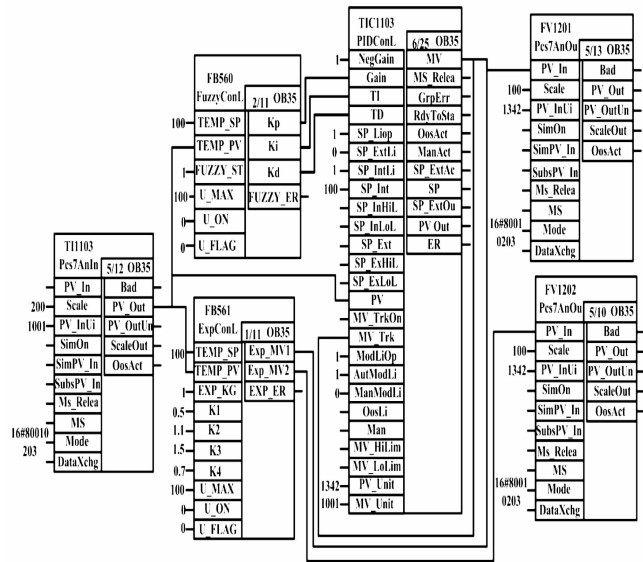 TI1103
Pcs7AnIn
5/12 OB35
PV_In
Bad
200
Scale
PV_Out
1001
PV_InUi
PV_OutUn
SimOn
ScaleOut
SimPV_In
OosAct
SubsPV_In
Ms_Relea
MS
16#80010
203
Mode
DataXchg
FB560
FuzzyConL
2/11 OB35
100
TEMP_SP
Kp
TEMP_PV
Ki
1
FUZZY_ST
Kd
100
U_MAX
FUZZY_ER
0
U_ON
0
U_FLAG
FB561
ExpConL
1/11 OB35
100
TEMP_SP
Exp_MV1
TEMP_PV
Exp_MV2
1
EXP_KG
EXP_ER
0.5
K1
1.1
K2
1.5
K3
0.7
K4
100
U_MAX
0
U_ON
0
U_FLAG
TIC1103
PIDConL
6/25 OB35
1
NegGain
MV
Gain
MS_Relea
TI
GrpErr
TD
RdyToSta
1
SP_Liop
OosAct
0
SP_ExtLi
ManAct
1
SP_IntLi
SP_ExtAc
100
SP_Int
SP
SP_InHiL
SP_ExtOu
SP_InLoL
PV Out
SP_Ext
ER
SP_ExHiL
SP_ExLoL
PV
MV_TrkOn
MV_Trk
1
ModLiOp
1
AutModLi
0
ManModLi
OosLi
Man
MV_HiLim
MV_LoLim
1342
PV_Unit
1001
MV_Unit
FV1201
Pcs7AnOu
5/13 OB35
PV_In
Bad
100
Scale
PV_Out
1342
PV_InUi
PV_OutUn
SimOn
ScaleOut
SimPV_In
OosAct
SubsPV_In
Ms_Relea
MS
16#8001
0203
Mode
DataXchg
FV1202
Pcs7AnOu
5/10 OB35
PV_In
Bad
100
Scale
PV_Out
1342
PV_InUi
PV_OutUn
SimOn
ScaleOut
SimPV_In
OosAct
SubsPV_In
Ms_Relea
MS
16#8001
0203
Mode
DataXchg